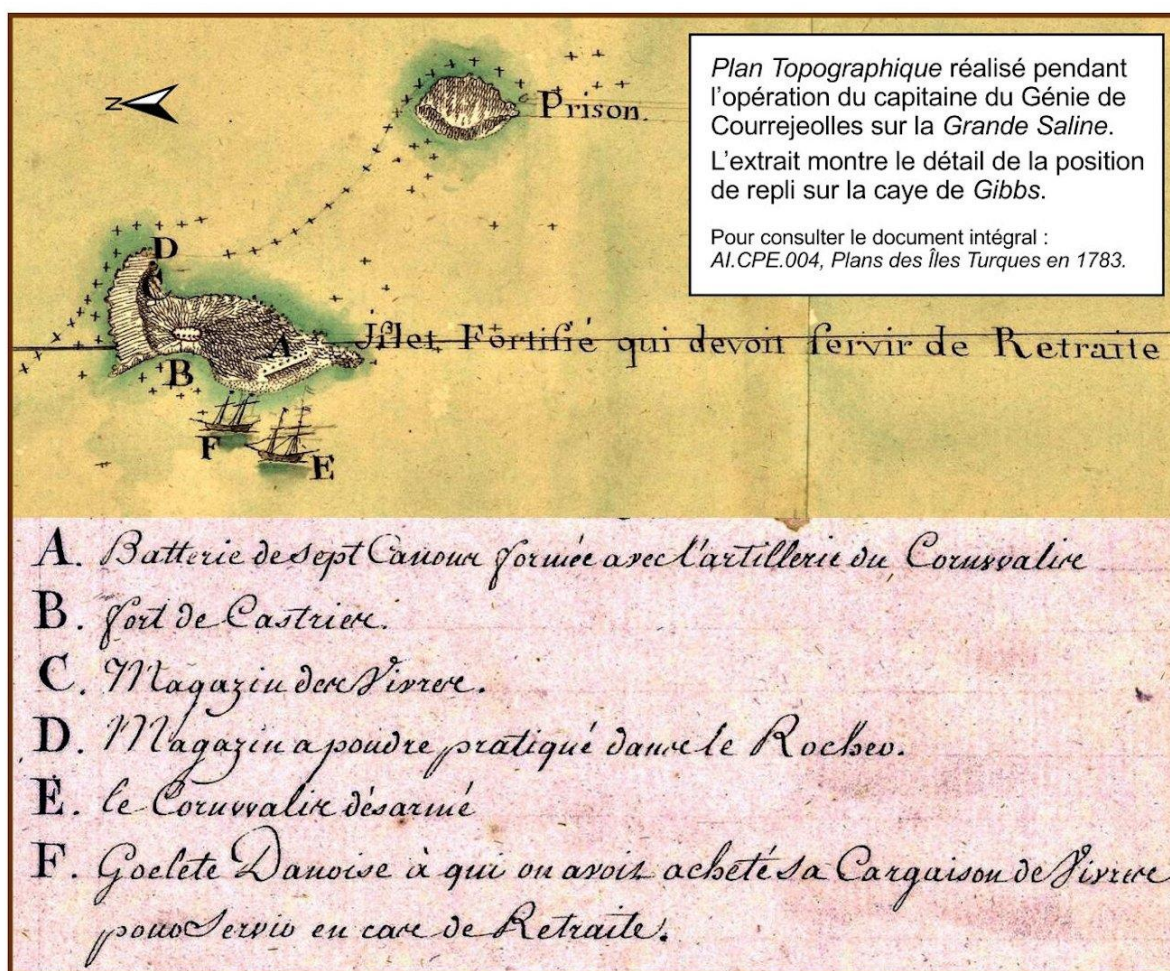 Plan Topographique réalisé pendant
l'opération du capitaine du Génie de
Courrejeolles sur la Grande Saline.
L'extrait montre le détail de la position
de repli sur la caye de Gibbs.
Pour consulter le document intégral :
AI.CPE.004, Plans des Îles Turques en 1783.
N
Prison.
D
C
Islet Fortifié qui devoit servir de Retraite
A
B
F
E
A. Batterie de sept Canons formée avec l'artillerie du Cornwalis
B. fort de Castries.
C. Magazin des Vivres.
D. Magazin a poudre pratiqué dans le Rocher.
E. le Cornwalis désarmé
F. Goelete Danoise à qui on avoit acheté sa Cargaison de Vivres
pour Servir en cas de Retraite.